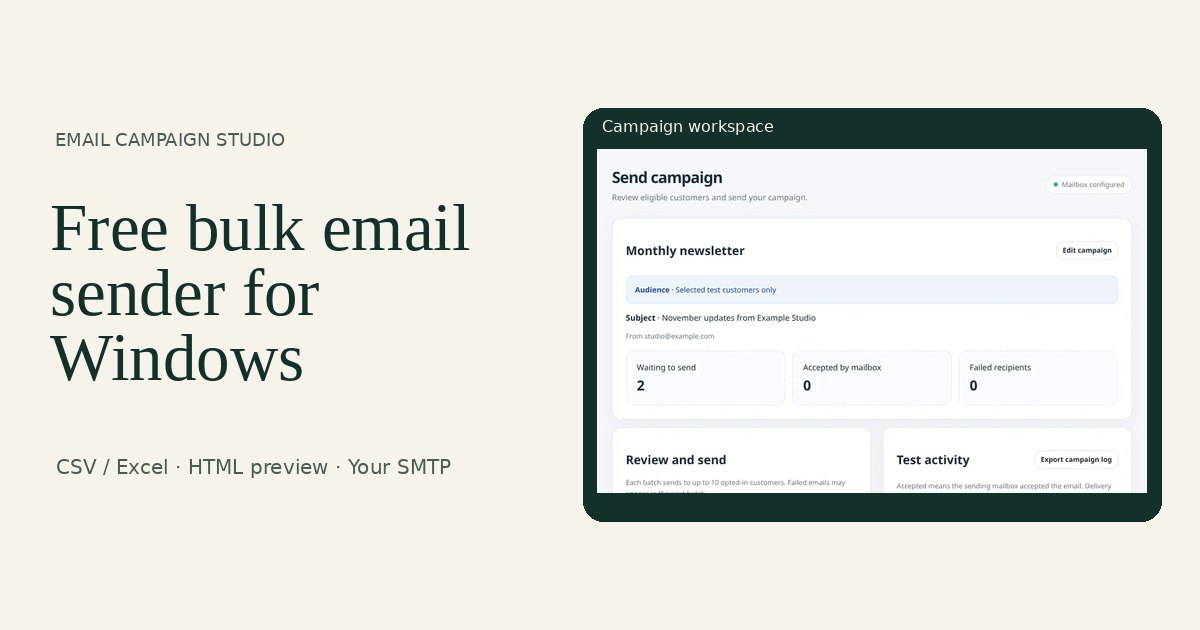 EMAIL CAMPAIGN STUDIO
Free bulk email
sender for
Windows
CSV / Excel · HTML preview · Your SMTP
Campaign workspace
Send campaign
Review eligible customers and send your campaign.
Mailbox configured
Monthly newsletter
Edit campaign
Audience · Selected test customers only
Subject · November updates from Example Studio
From studio@example.com
Waiting to send
2
Accepted by mailbox
0
Failed recipients
0
Review and send
Each batch sends to up to 10 opted-in customers. Failed emails may
Test activity
Export campaign log
Accepted means the sending mailbox accepted the email. Delivery